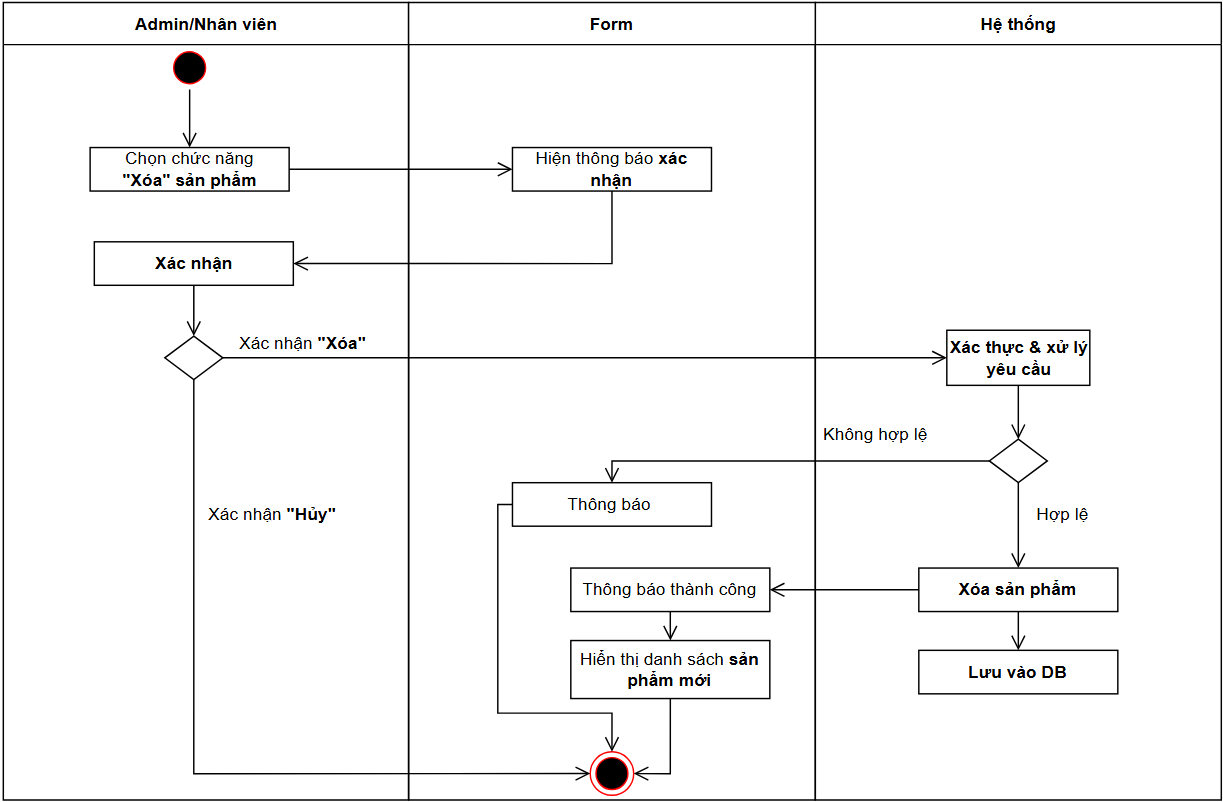 Admin/Nhân viên
Form
Hệ thống
Chọn chức năng
"Xóa" sản phẩm
Hiện thông báo xác
nhận
Xác nhận
Xác nhận "Xóa"
Xác thực & xử lý
yêu cầu
Không hợp lệ
Thông báo
Xác nhận "Hủy"
Hợp lệ
Thông báo thành công
Xóa sản phẩm
Hiển thị danh sách sản
phẩm mới
Lưu vào DB